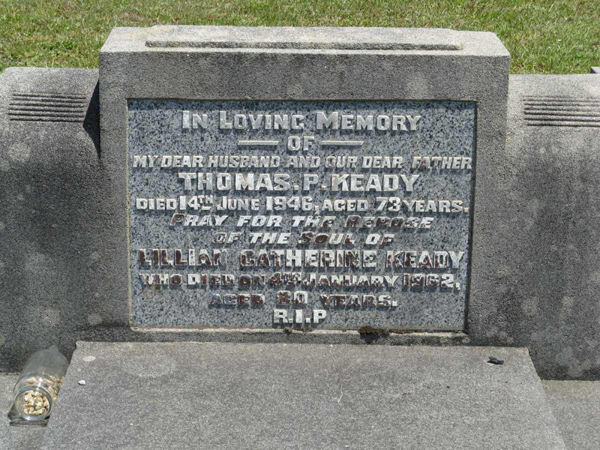 In Loving Memory
OF
MY DEAR HUSBAND AND OUR DEAR FATHER
THOMAS. P. KEADY
DIED 14TH JUNE 1946, AGED 73 YEARS.
PRAY FOR THE REPOSE
OF THE SOUL OF
LILLIAN CATHERINE KEADY
WHO DIED ON 4TH JANUARY 1962,
AGED 80 YEARS.
R.I.P